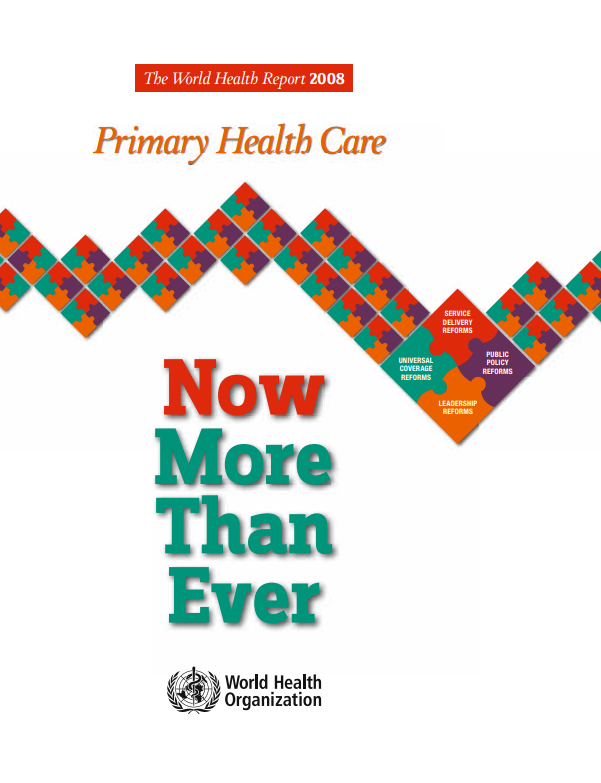 The World Health Report 2008
Primary Health Care
SERVICE
DELIVERY
REFORMS
UNIVERSAL
COVERAGE
REFORMS
PUBLIC
POLICY
REFORMS
LEADERSHIP
REFORMS
Now
More
Than
Ever
World Health
Organization